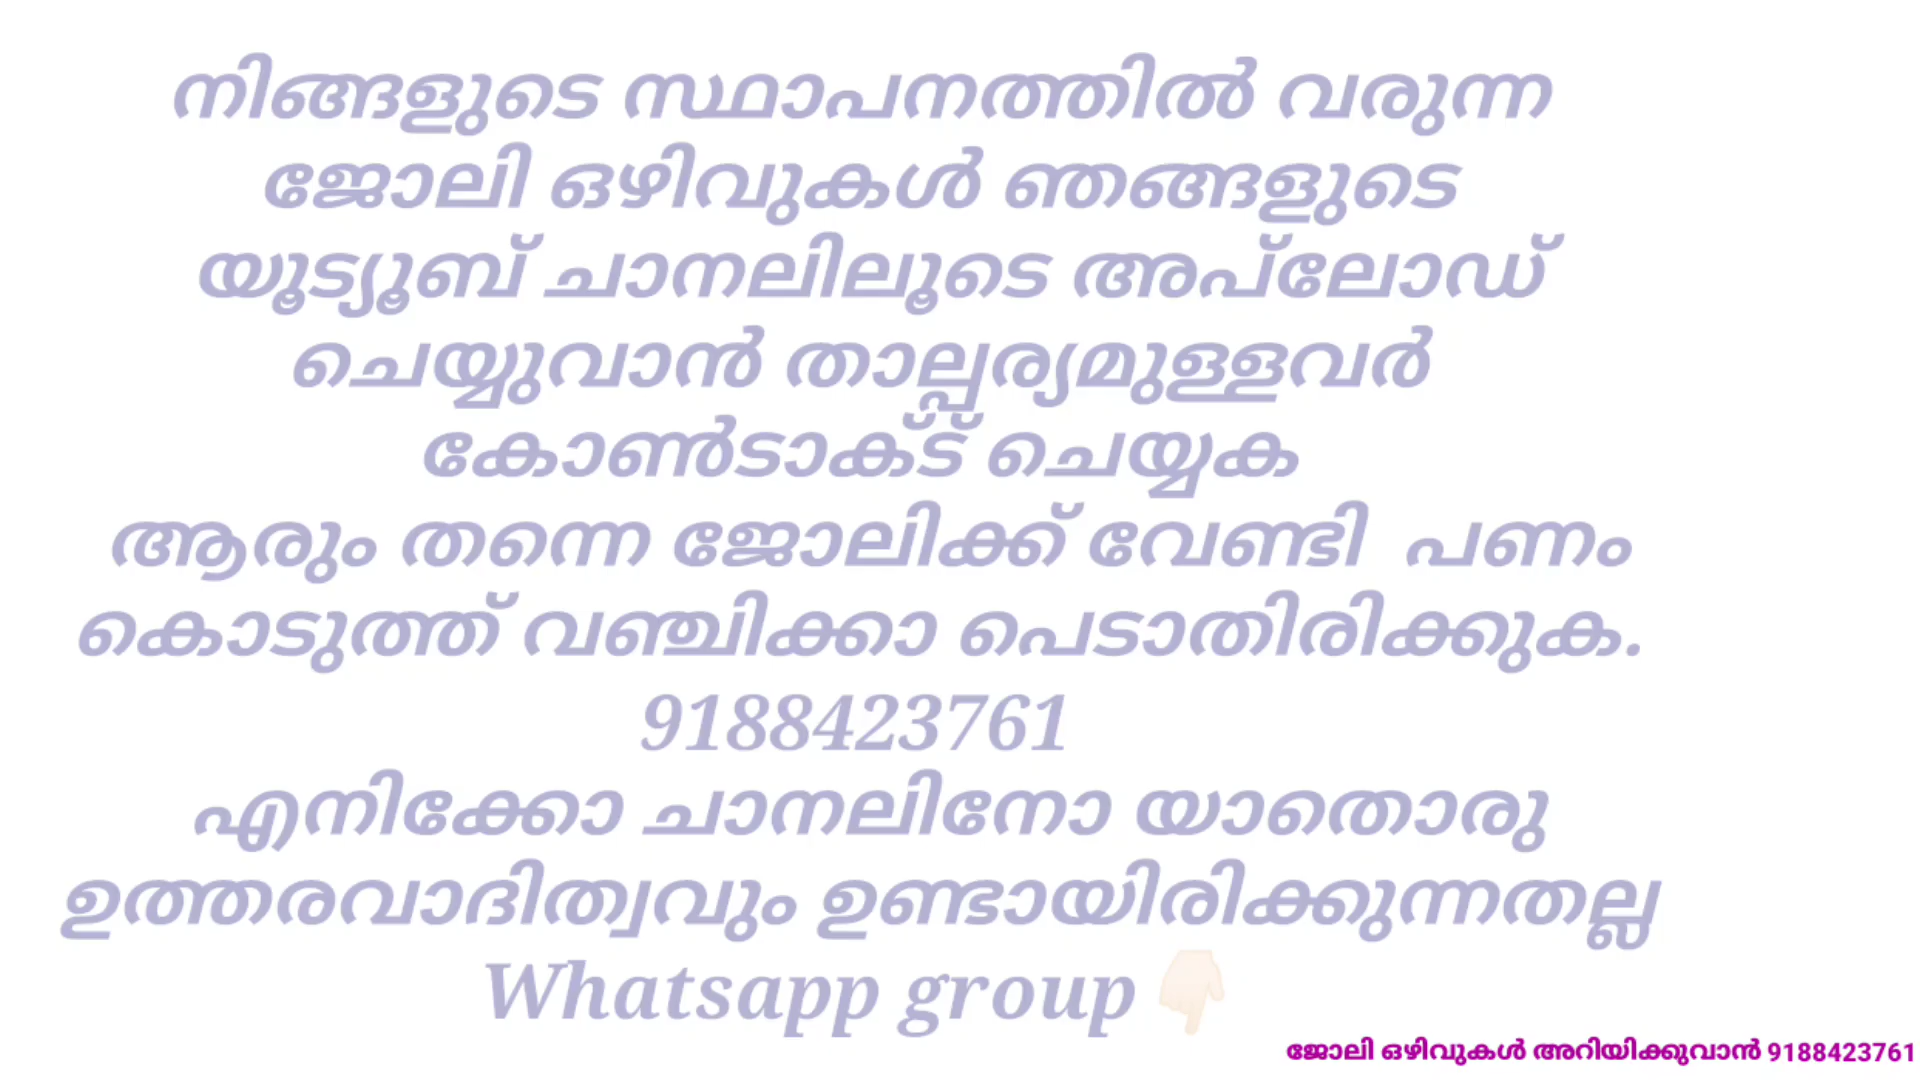 നിങ്ങളുടെ സ്ഥാപനത്തിൽ വരുന്ന
ജോലി ഒഴിവുകൾ ഞങ്ങളുടെ
യൂട്യൂബ് ചാനലിലൂടെ അപ്‌ലോഡ്
ചെയ്യുവാൻ താല്പര്യമുള്ളവർ
കോൺടാക്ട് ചെയ്യക
ആരും തന്നെ ജോലിക്ക് വേണ്ടി പണം
കൊടുത്ത് വഞ്ചിക്കാ പെടാതിരിക്കുക.
9188423761
എനിക്കോ ചാനലിനോ യാതൊരു
ഉത്തരവാദിത്വവും ഉണ്ടായിരിക്കുന്നതല്ല
Whatsapp group👇🏻
ജോലി ഒഴിവുകൾ അറിയിക്കുവാൻ 9188423761